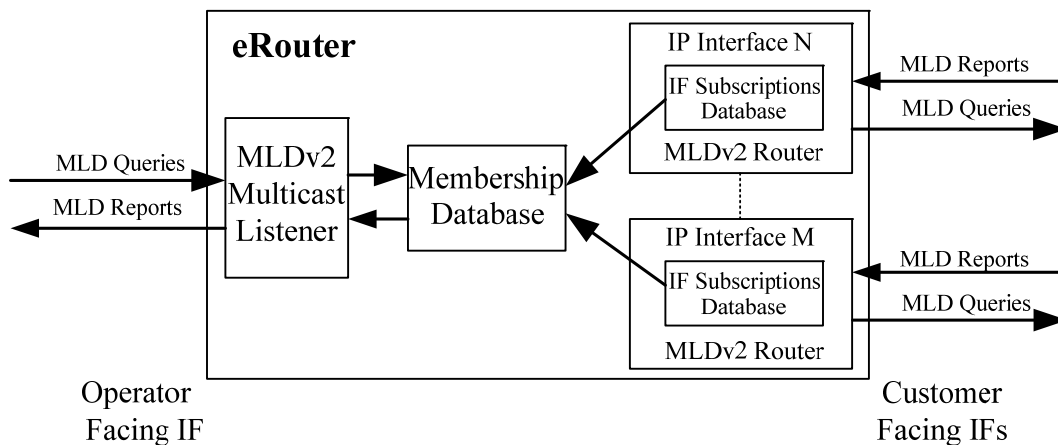 eRouter
IP Interface N
IF Subscriptions
Database
MLDv2 Router
MLD Reports
MLD Queries
MLD Queries
MLD Reports
MLDv2
Multicast
Listener
Membership
Database
IP Interface M
IF Subscriptions
Database
MLDv2 Router
MLD Reports
MLD Queries
Operator
Facing IF
Customer
Facing IFs